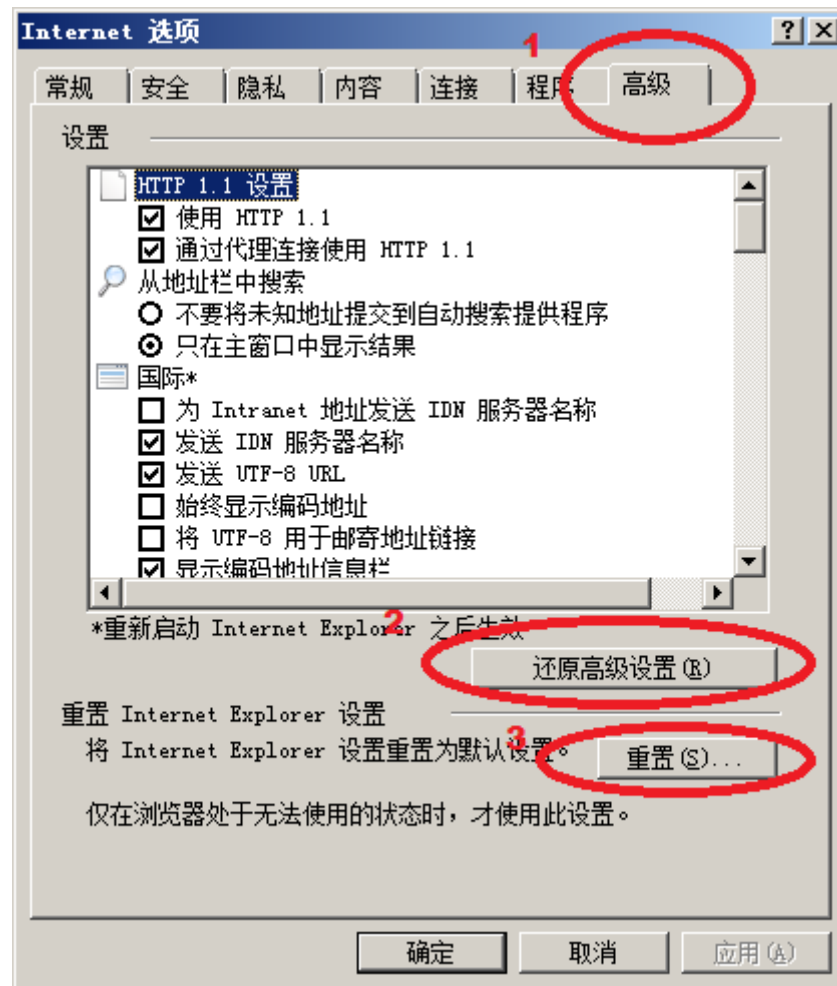 Internet 选项
1
常规 安全 隐私 内容 连接 程序 高级
设置
HTTP 1.1 设置
使用 HTTP 1.1
通过代理连接使用 HTTP 1.1
从地址栏中搜索
不要将未知地址提交到自动搜索提供程序
只在主窗口中显示结果
国际*
为 Intranet 地址发送 IDN 服务器名称
发送 IDN 服务器名称
发送 UTF-8 URL
始终显示编码地址
将 UTF-8 用于邮寄地址链接
显示编码地址信息栏
*重新启动 Internet Explorer 之后生效
2
还原高级设置(R)
重置 Internet Explorer 设置
将 Internet Explorer 设置重置为默认设置。
3
重置(S)...
仅在浏览器处于无法使用的状态时，才使用此设置。
确定 取消 应用(A)